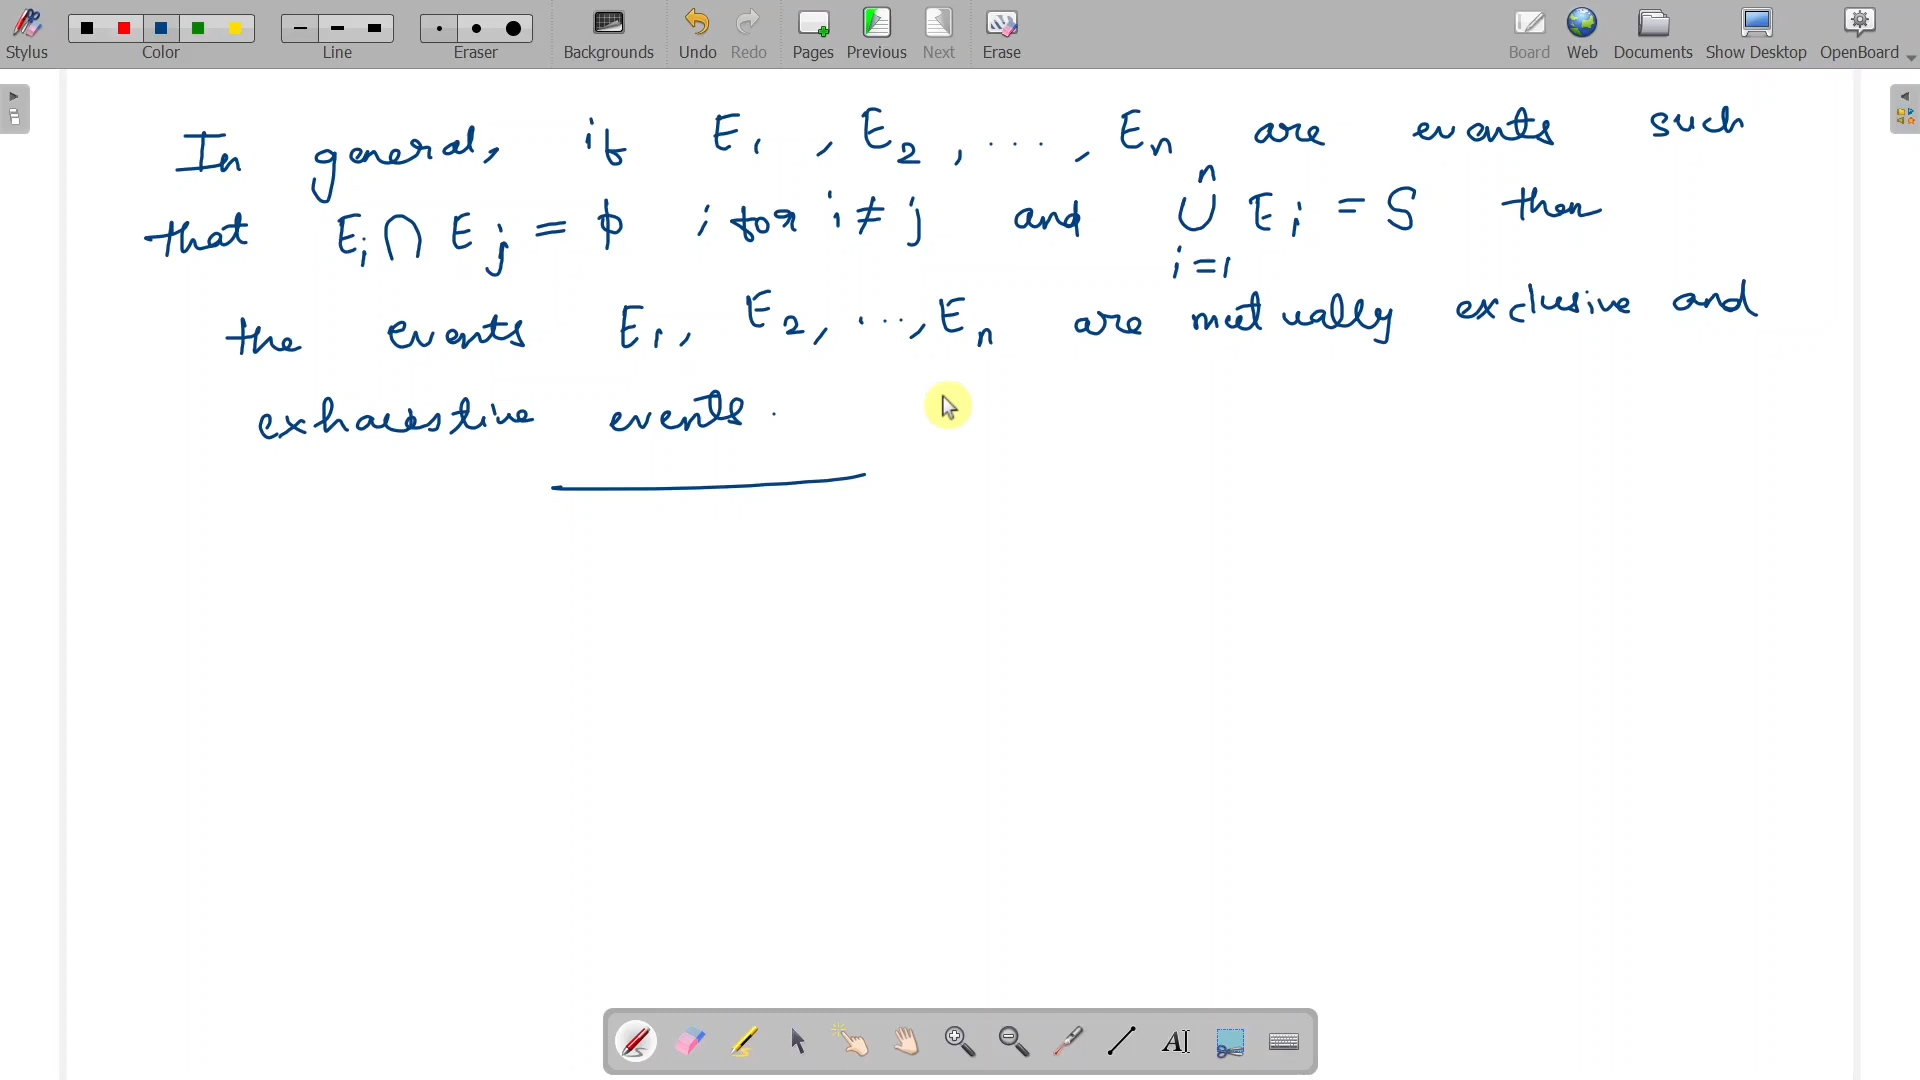 Stylus Color Line Eraser Backgrounds Undo Redo Pages Previous Next Erase Board Web Documents Show Desktop OpenBoard
In general, if E₁, E₂, ..., Eₙ are events such
that Eᵢ ∩ Eⱼ = ϕ ; for i ≠ j and ⋃ᵢ₌₁ⁿ Eᵢ = S then
the events E₁, E₂, ..., Eₙ are mutually exclusive and
exhaustive events.
AI